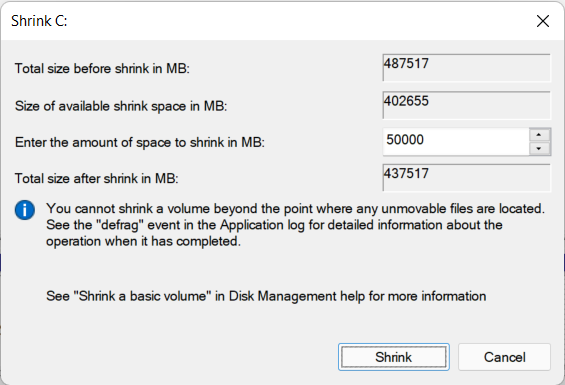 Shrink C:
Total size before shrink in MB: 487517
Size of available shrink space in MB: 402655
Enter the amount of space to shrink in MB: 50000
Total size after shrink in MB: 437517
You cannot shrink a volume beyond the point where any unmovable files are located.
See the "defrag" event in the Application log for detailed information about the
operation when it has completed.
See "Shrink a basic volume" in Disk Management help for more information
Shrink Cancel